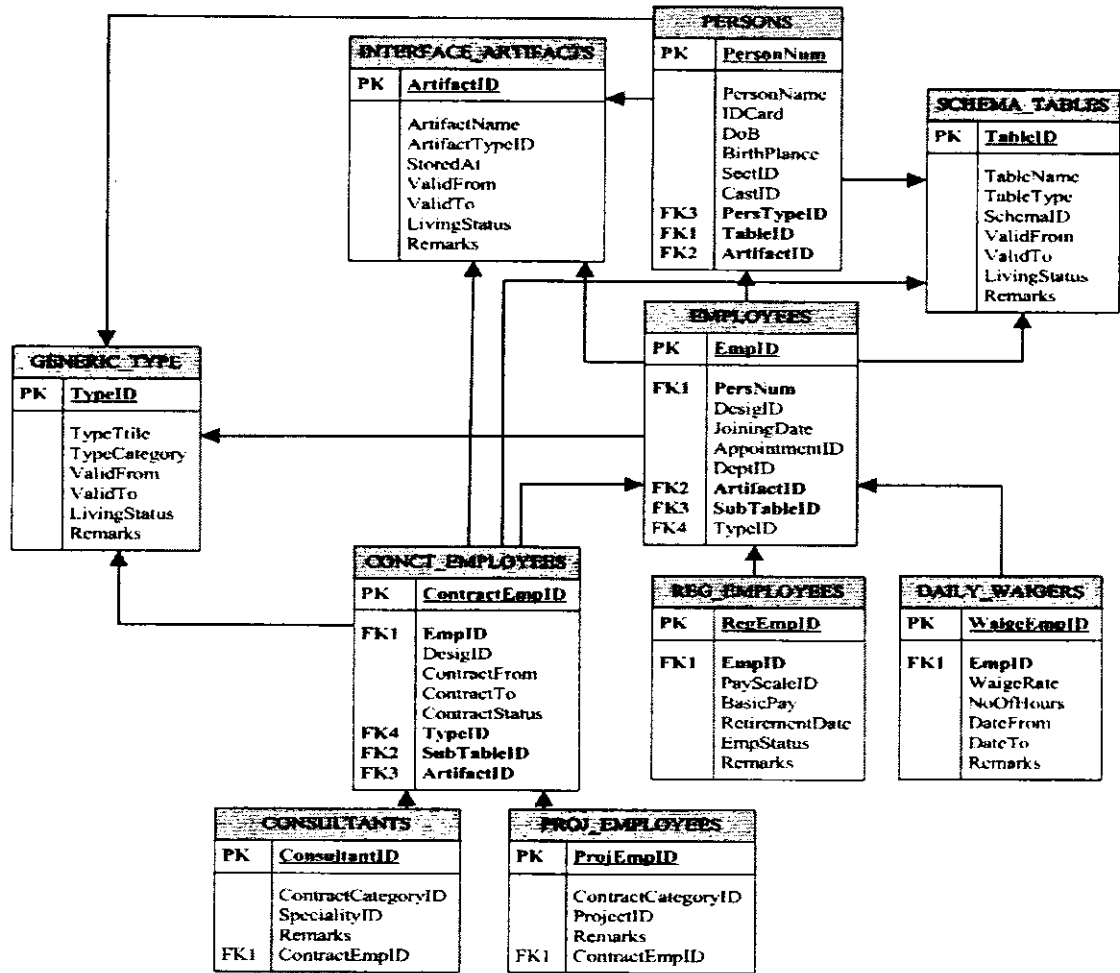 PERSONS
PK PersonNum
PersonName
IDCard
DoB
BirthPlance
SectID
CastID
FK3 PersTypeID
FK1 TableID
FK2 ArtifactID
INTERFACE_ARTIFACTS
PK ArtifactID
ArtifactName
ArtifactTypeID
StoredAt
ValidFrom
ValidTo
LivingStatus
Remarks
SCHEMA_TABLES
PK TableID
TableName
TableType
SchemaID
ValidFrom
ValidTo
LivingStatus
Remarks
EMPLOYEES
PK EmpID
FK1 PersNum
DesigID
JoiningDate
AppointmentID
DeptID
FK2 ArtifactID
FK3 SubTableID
FK4 TypeID
GENERIC_TYPE
PK TypeID
TypeTtile
TypeCategory
ValidFrom
ValidTo
LivingStatus
Remarks
CONCT_EMPLOYEES
PK ContractEmpID
FK1 EmpID
DesigID
ContractFrom
ContractTo
ContractStatus
FK4 TypeID
FK2 SubTableID
FK3 ArtifactID
REG_EMPLOYEES
PK RegEmpID
FK1 EmpID
PayScaleID
BasicPay
RetirementDate
EmpStatus
Remarks
DAILY_WAIGERS
PK WaigeEmpID
FK1 EmpID
WaigeRate
NoOfHours
DateFrom
DateTo
Remarks
CONSULTANTS
PK ConsultantID
ContractCategoryID
SpecialityID
Remarks
FK1 ContractEmpID
PROJ_EMPLOYEES
PK ProjEmpID
ContractCategoryID
ProjectID
Remarks
FK1 ContractEmpID